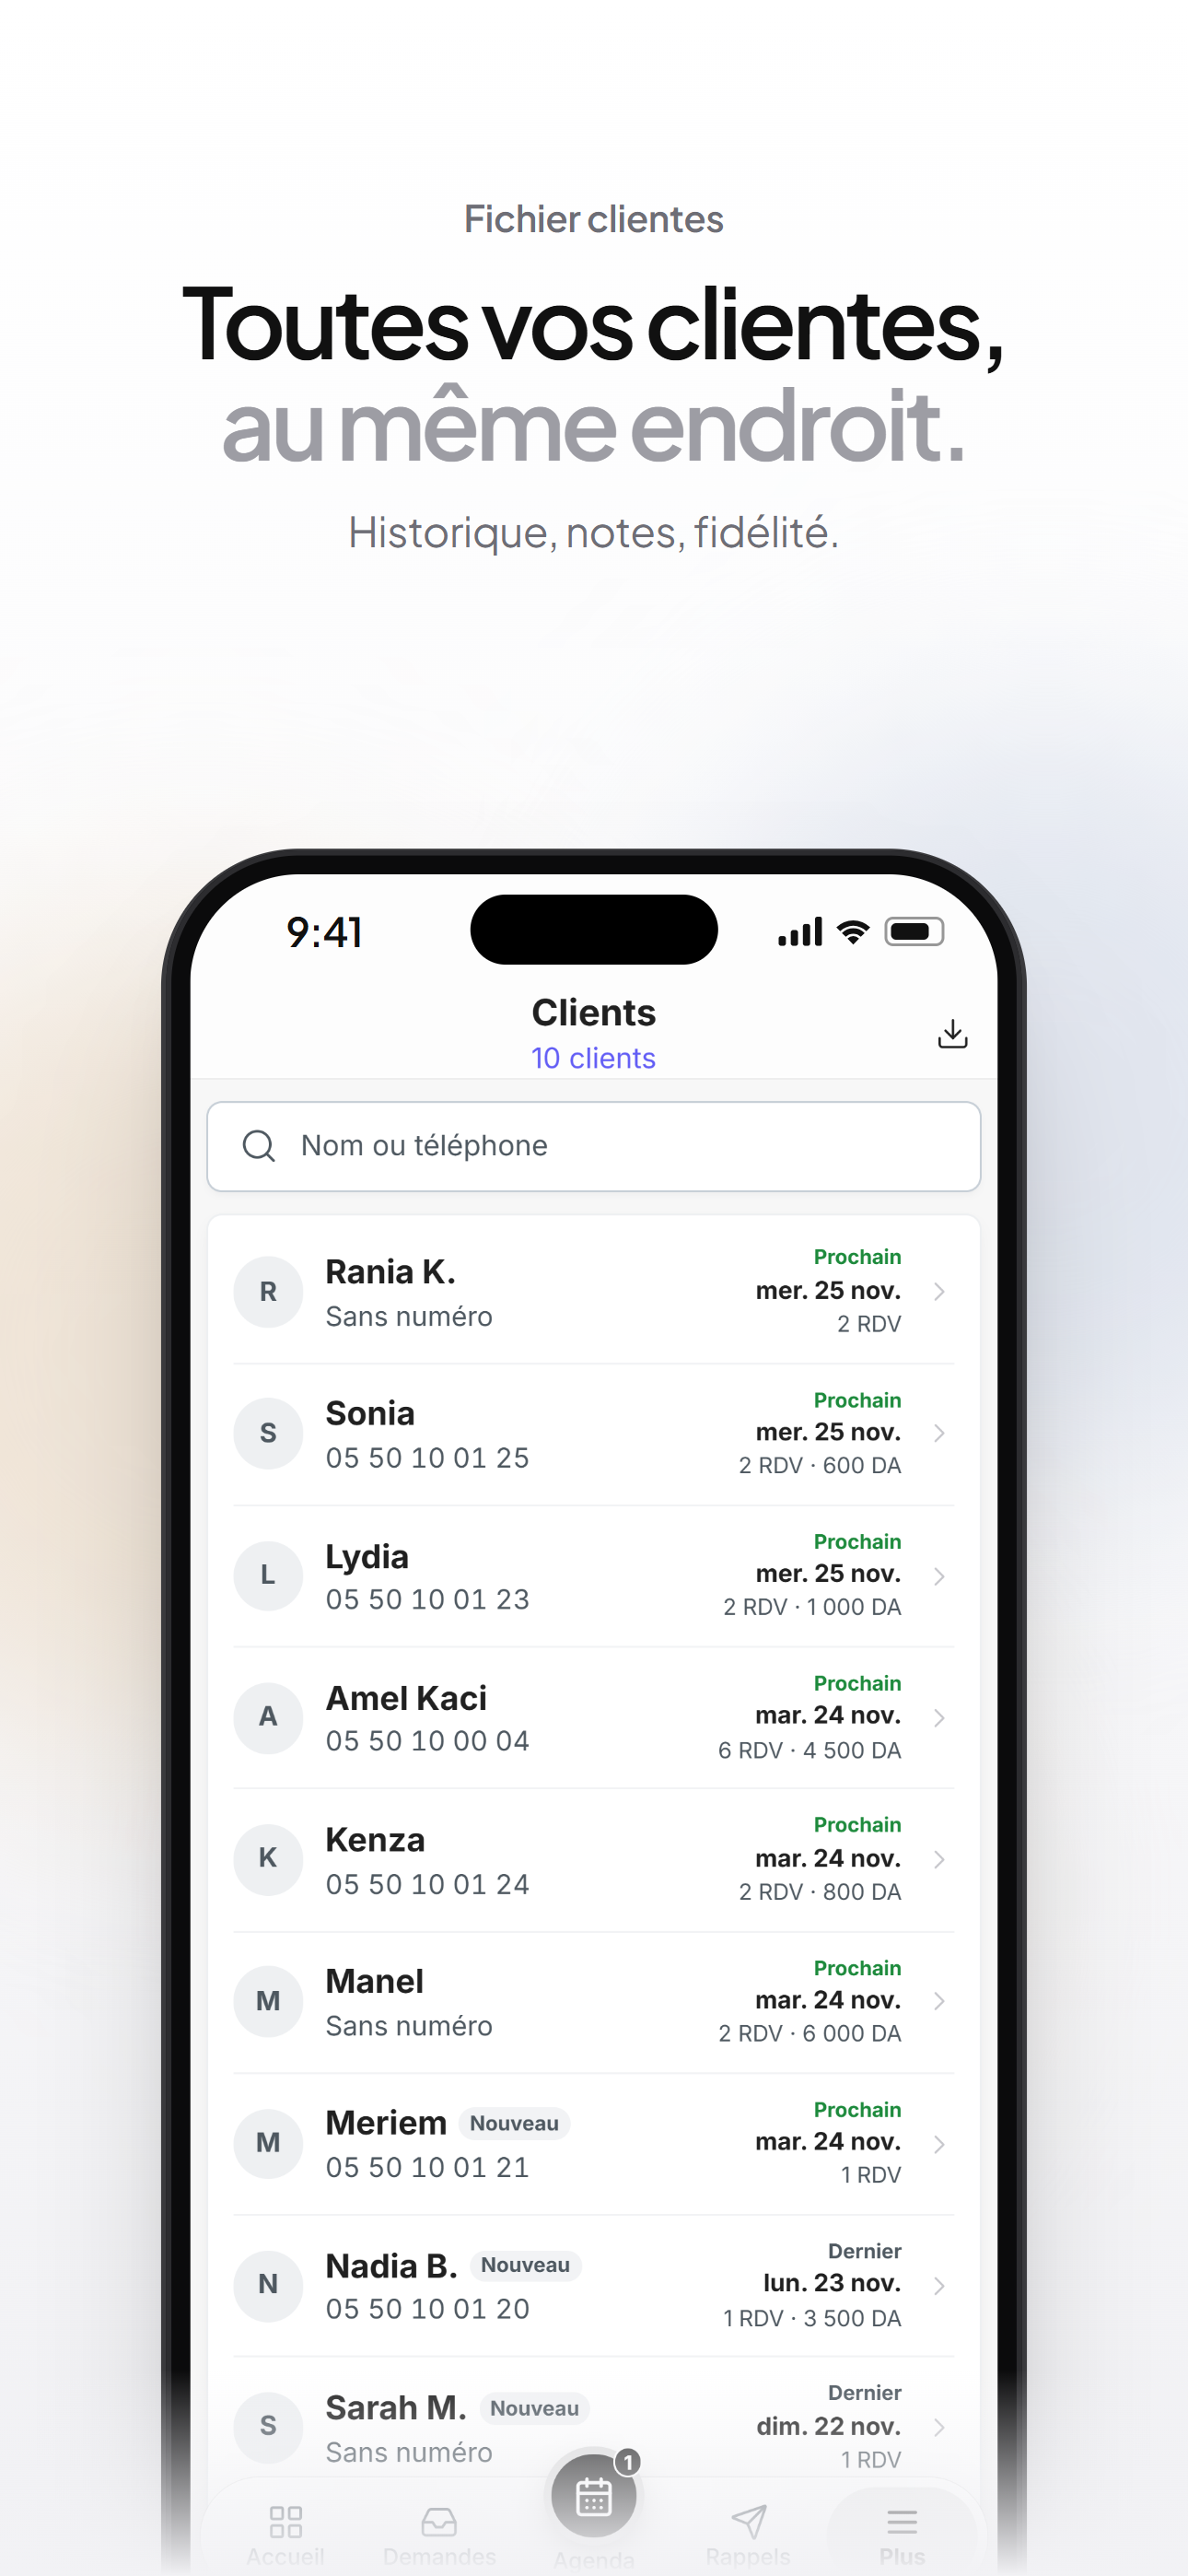 Fichier clientes
Toutes vos clientes,
au même endroit.
Historique, notes, fidélité.
9:41
Clients
10 clients
Nom ou téléphone
R
Rania K.
Sans numéro
Prochain
mer. 25 nov.
2 RDV
S
Sonia
05 50 10 01 25
Prochain
mer. 25 nov.
2 RDV · 600 DA
L
Lydia
05 50 10 01 23
Prochain
mer. 25 nov.
2 RDV · 1 000 DA
A
Amel Kaci
05 50 10 00 04
Prochain
mar. 24 nov.
6 RDV · 4 500 DA
K
Kenza
05 50 10 01 24
Prochain
mar. 24 nov.
2 RDV · 800 DA
M
Manel
Sans numéro
Prochain
mar. 24 nov.
2 RDV · 6 000 DA
M
Meriem Nouveau
05 50 10 01 21
Prochain
mar. 24 nov.
1 RDV
N
Nadia B. Nouveau
05 50 10 01 20
Dernier
lun. 23 nov.
1 RDV · 3 500 DA
S
Sarah M. Nouveau
Sans numéro
Dernier
dim. 22 nov.
1 RDV
1
Accueil
Demandes
Agenda
Rappels
Plus